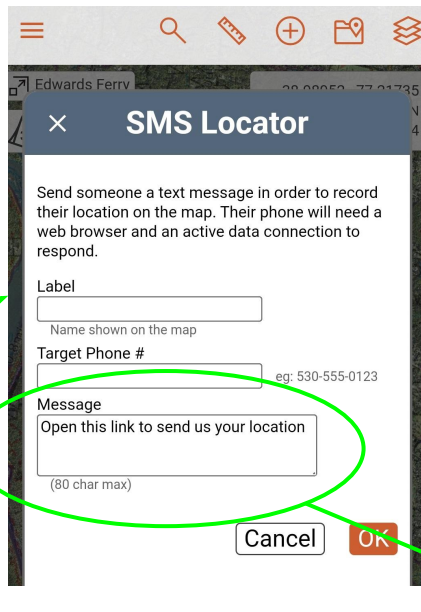 Edwards Ferry
SMS Locator
Send someone a text message in order to record
their location on the map. Their phone will need a
web browser and an active data connection to
respond.
Label
Name shown on the map
Target Phone #
eg: 530-555-0123
Message
Open this link to send us your location
(80 char max)
Cancel
OK